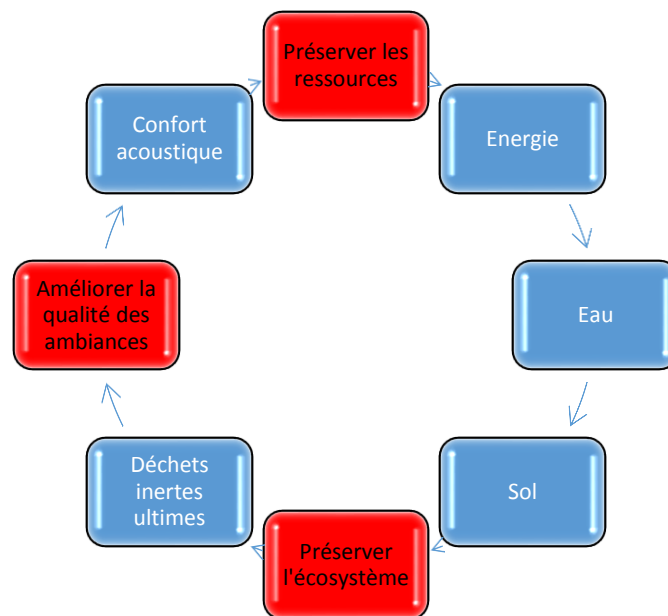 Préserver les
ressources
Energie
Eau
Sol
Préserver
l'écosystème
Déchets
inertes
ultimes
Améliorer la
qualité des
ambiances
Confort
acoustique